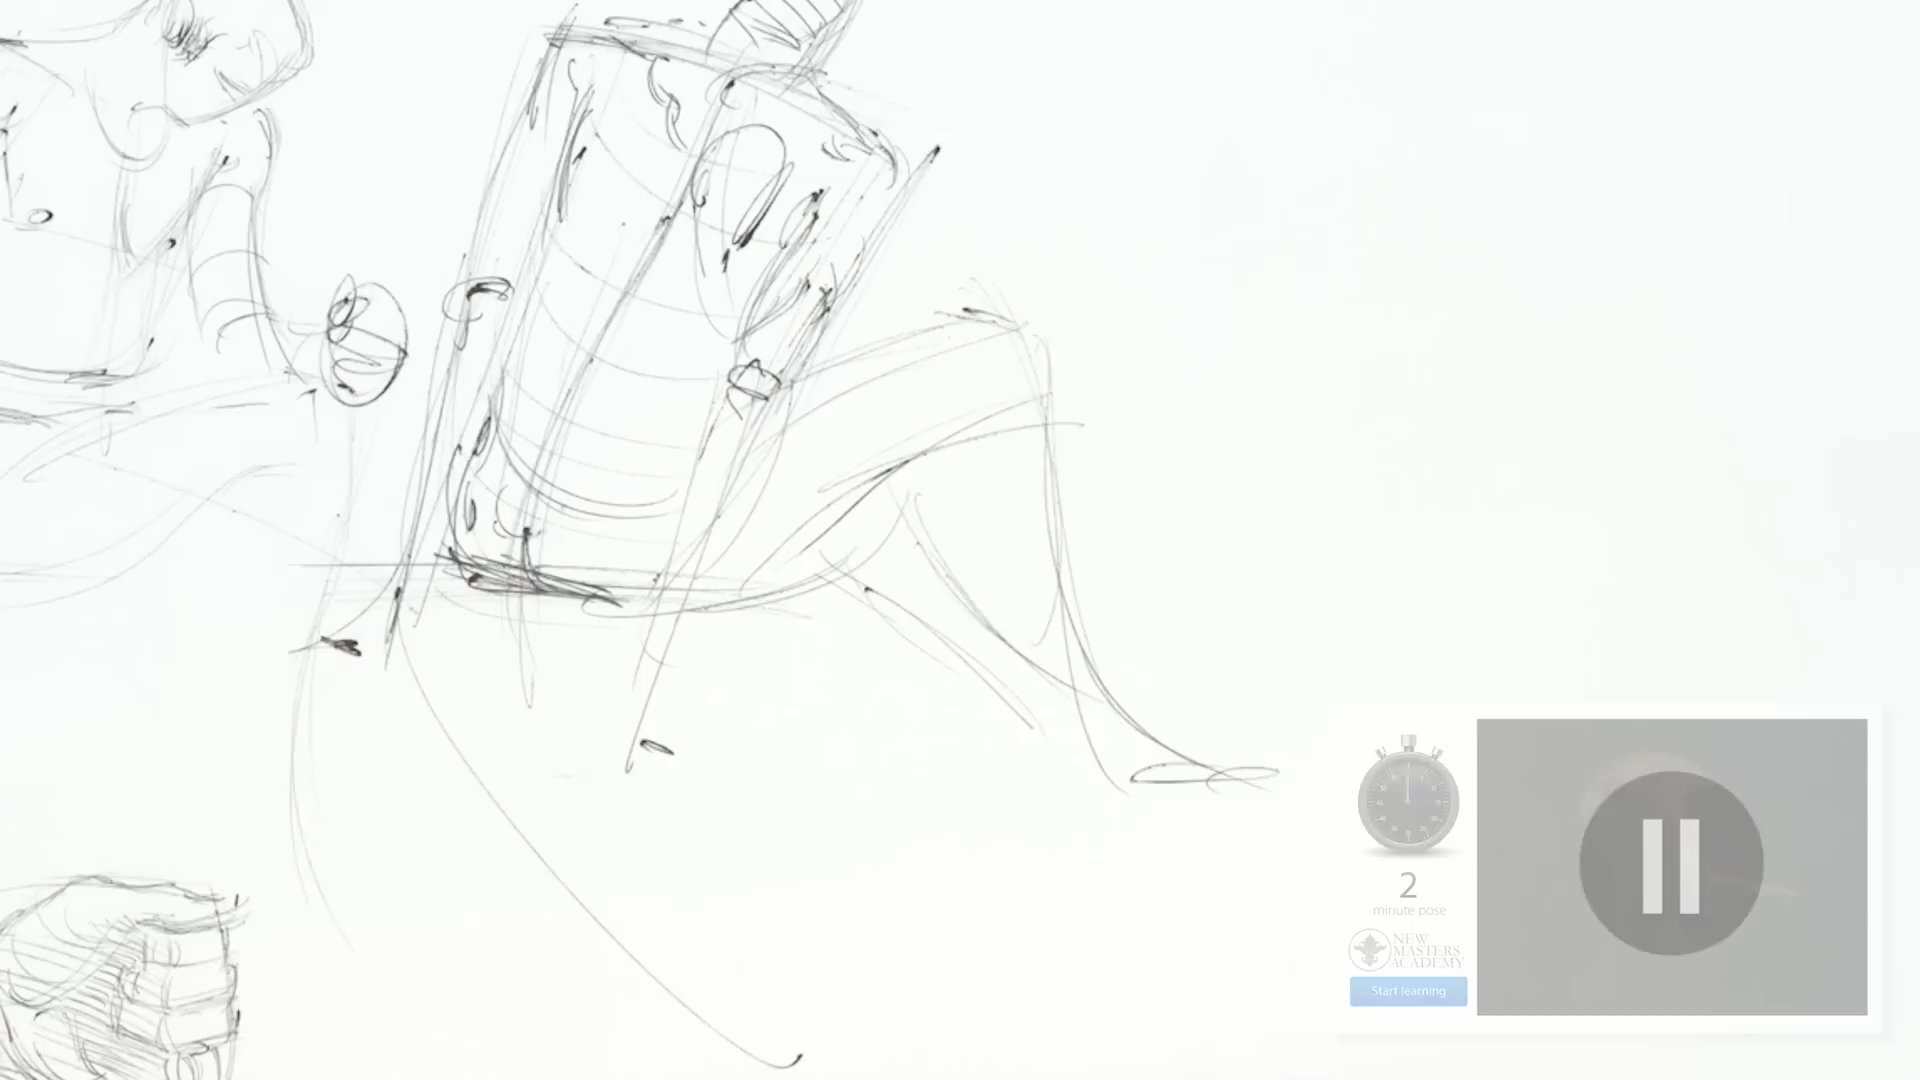 2
minute pose
NEW
MASTERS
ACADEMY
Start learning